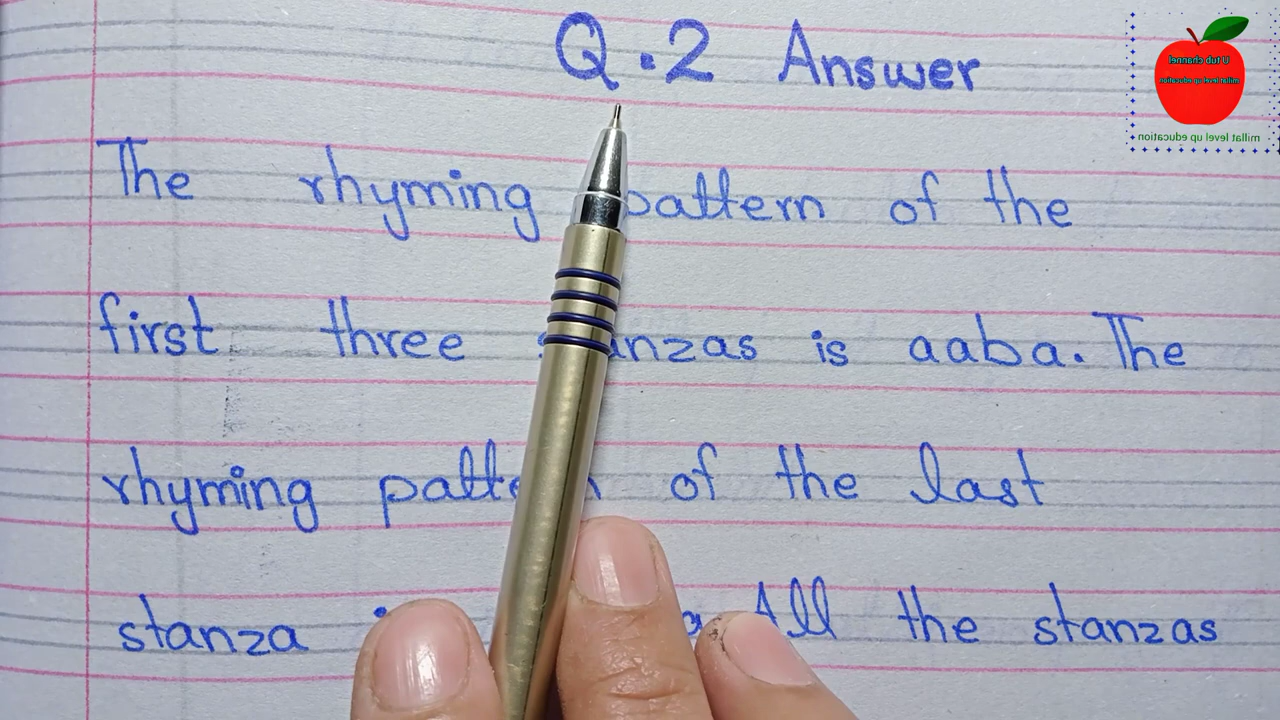 Q.2 Answer
The rhyming pattern of the
first three stanzas is aaba. The
rhyming pattern of the last
stanza All the stanzas
U tub channel
millat level up education
millat level up education